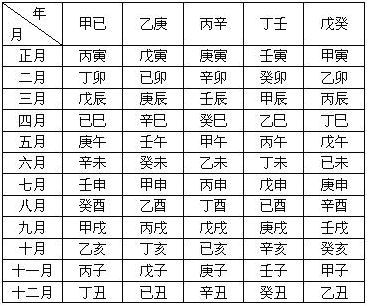 年
月 甲已 乙庚 丙辛 丁壬 戊癸
正月 丙寅 戊寅 庚寅 壬寅 甲寅
二月 丁卯 已卯 辛卯 癸卯 乙卯
三月 戊辰 庚辰 壬辰 甲辰 丙辰
四月 已巳 辛巳 癸巳 乙巳 丁巳
五月 庚午 壬午 甲午 丙午 戊午
六月 辛未 癸未 乙未 丁未 已未
七月 壬申 甲申 丙申 戊申 庚申
八月 癸酉 乙酉 丁酉 已酉 辛酉
九月 甲戌 丙戌 戊戌 庚戌 壬戌
十月 乙亥 丁亥 已亥 辛亥 癸亥
十一月 丙子 戊子 庚子 壬子 甲子
十二月 丁丑 已丑 辛丑 癸丑 乙丑